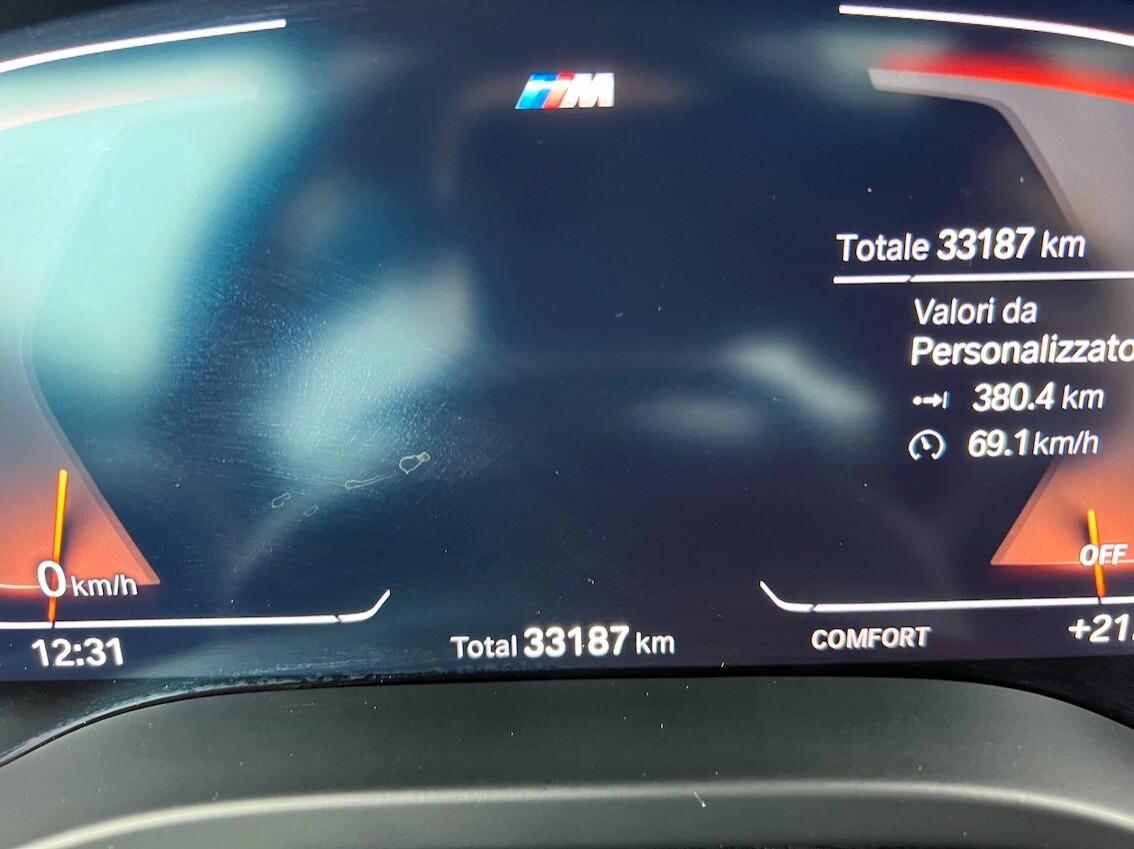 M
Totale 33187 km
Valori da
Personalizzato
380.4 km
69.1 km/h
OFF
0 km/h
12:31
Total 33187 km
COMFORT
+21.